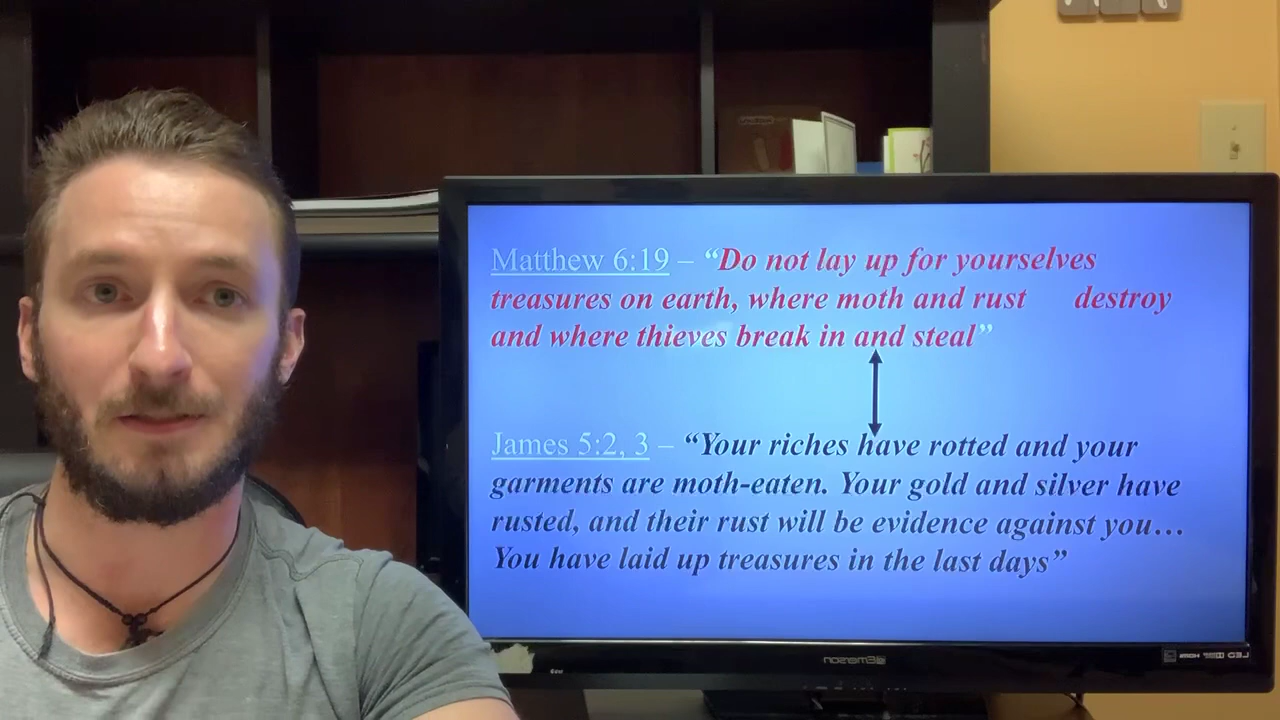 Matthew 6:19 – “Do not lay up for yourselves
treasures on earth, where moth and rust destroy
and where thieves break in and steal”
James 5:2, 3 – “Your riches have rotted and your
garments are moth-eaten. Your gold and silver have
rusted, and their rust will be evidence against you…
You have laid up treasures in the last days”
EMERSON
LED